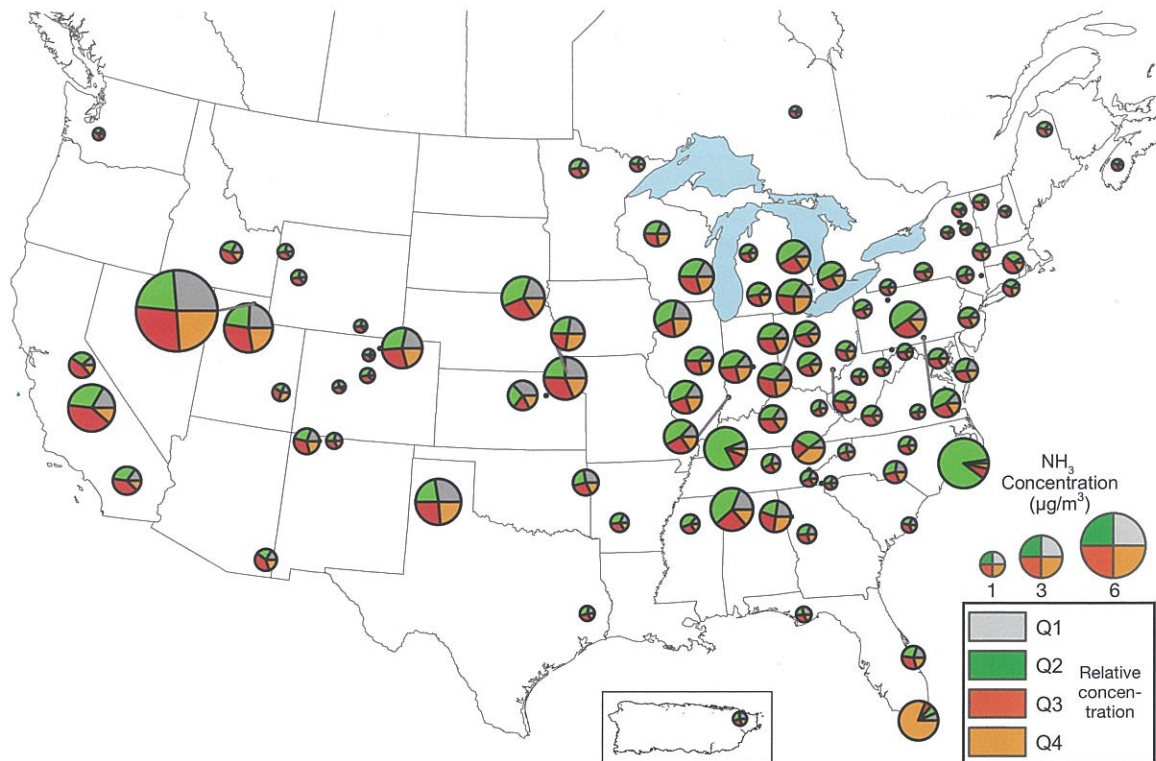 NH₃
Concentration
(μg/m³)
1
3
6
Q1
Q2
Q3
Q4
Relative
concen-
tration